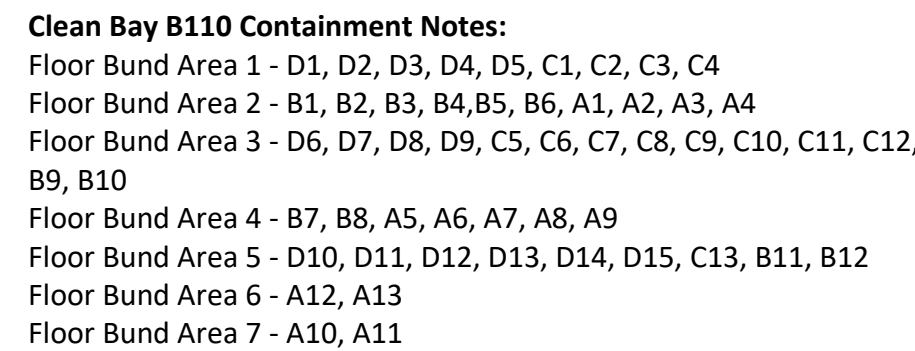 Clean Bay B110 Containment Notes:
Floor Bund Area 1 - D1, D2, D3, D4, D5, C1, C2, C3, C4
Floor Bund Area 2 - B1, B2, B3, B4,B5, B6, A1, A2, A3, A4
Floor Bund Area 3 - D6, D7, D8, D9, C5, C6, C7, C8, C9, C10, C11, C12,
B9, B10
Floor Bund Area 4 - B7, B8, A5, A6, A7, A8, A9
Floor Bund Area 5 - D10, D11, D12, D13, D14, D15, C13, B11, B12
Floor Bund Area 6 - A12, A13
Floor Bund Area 7 - A10, A11